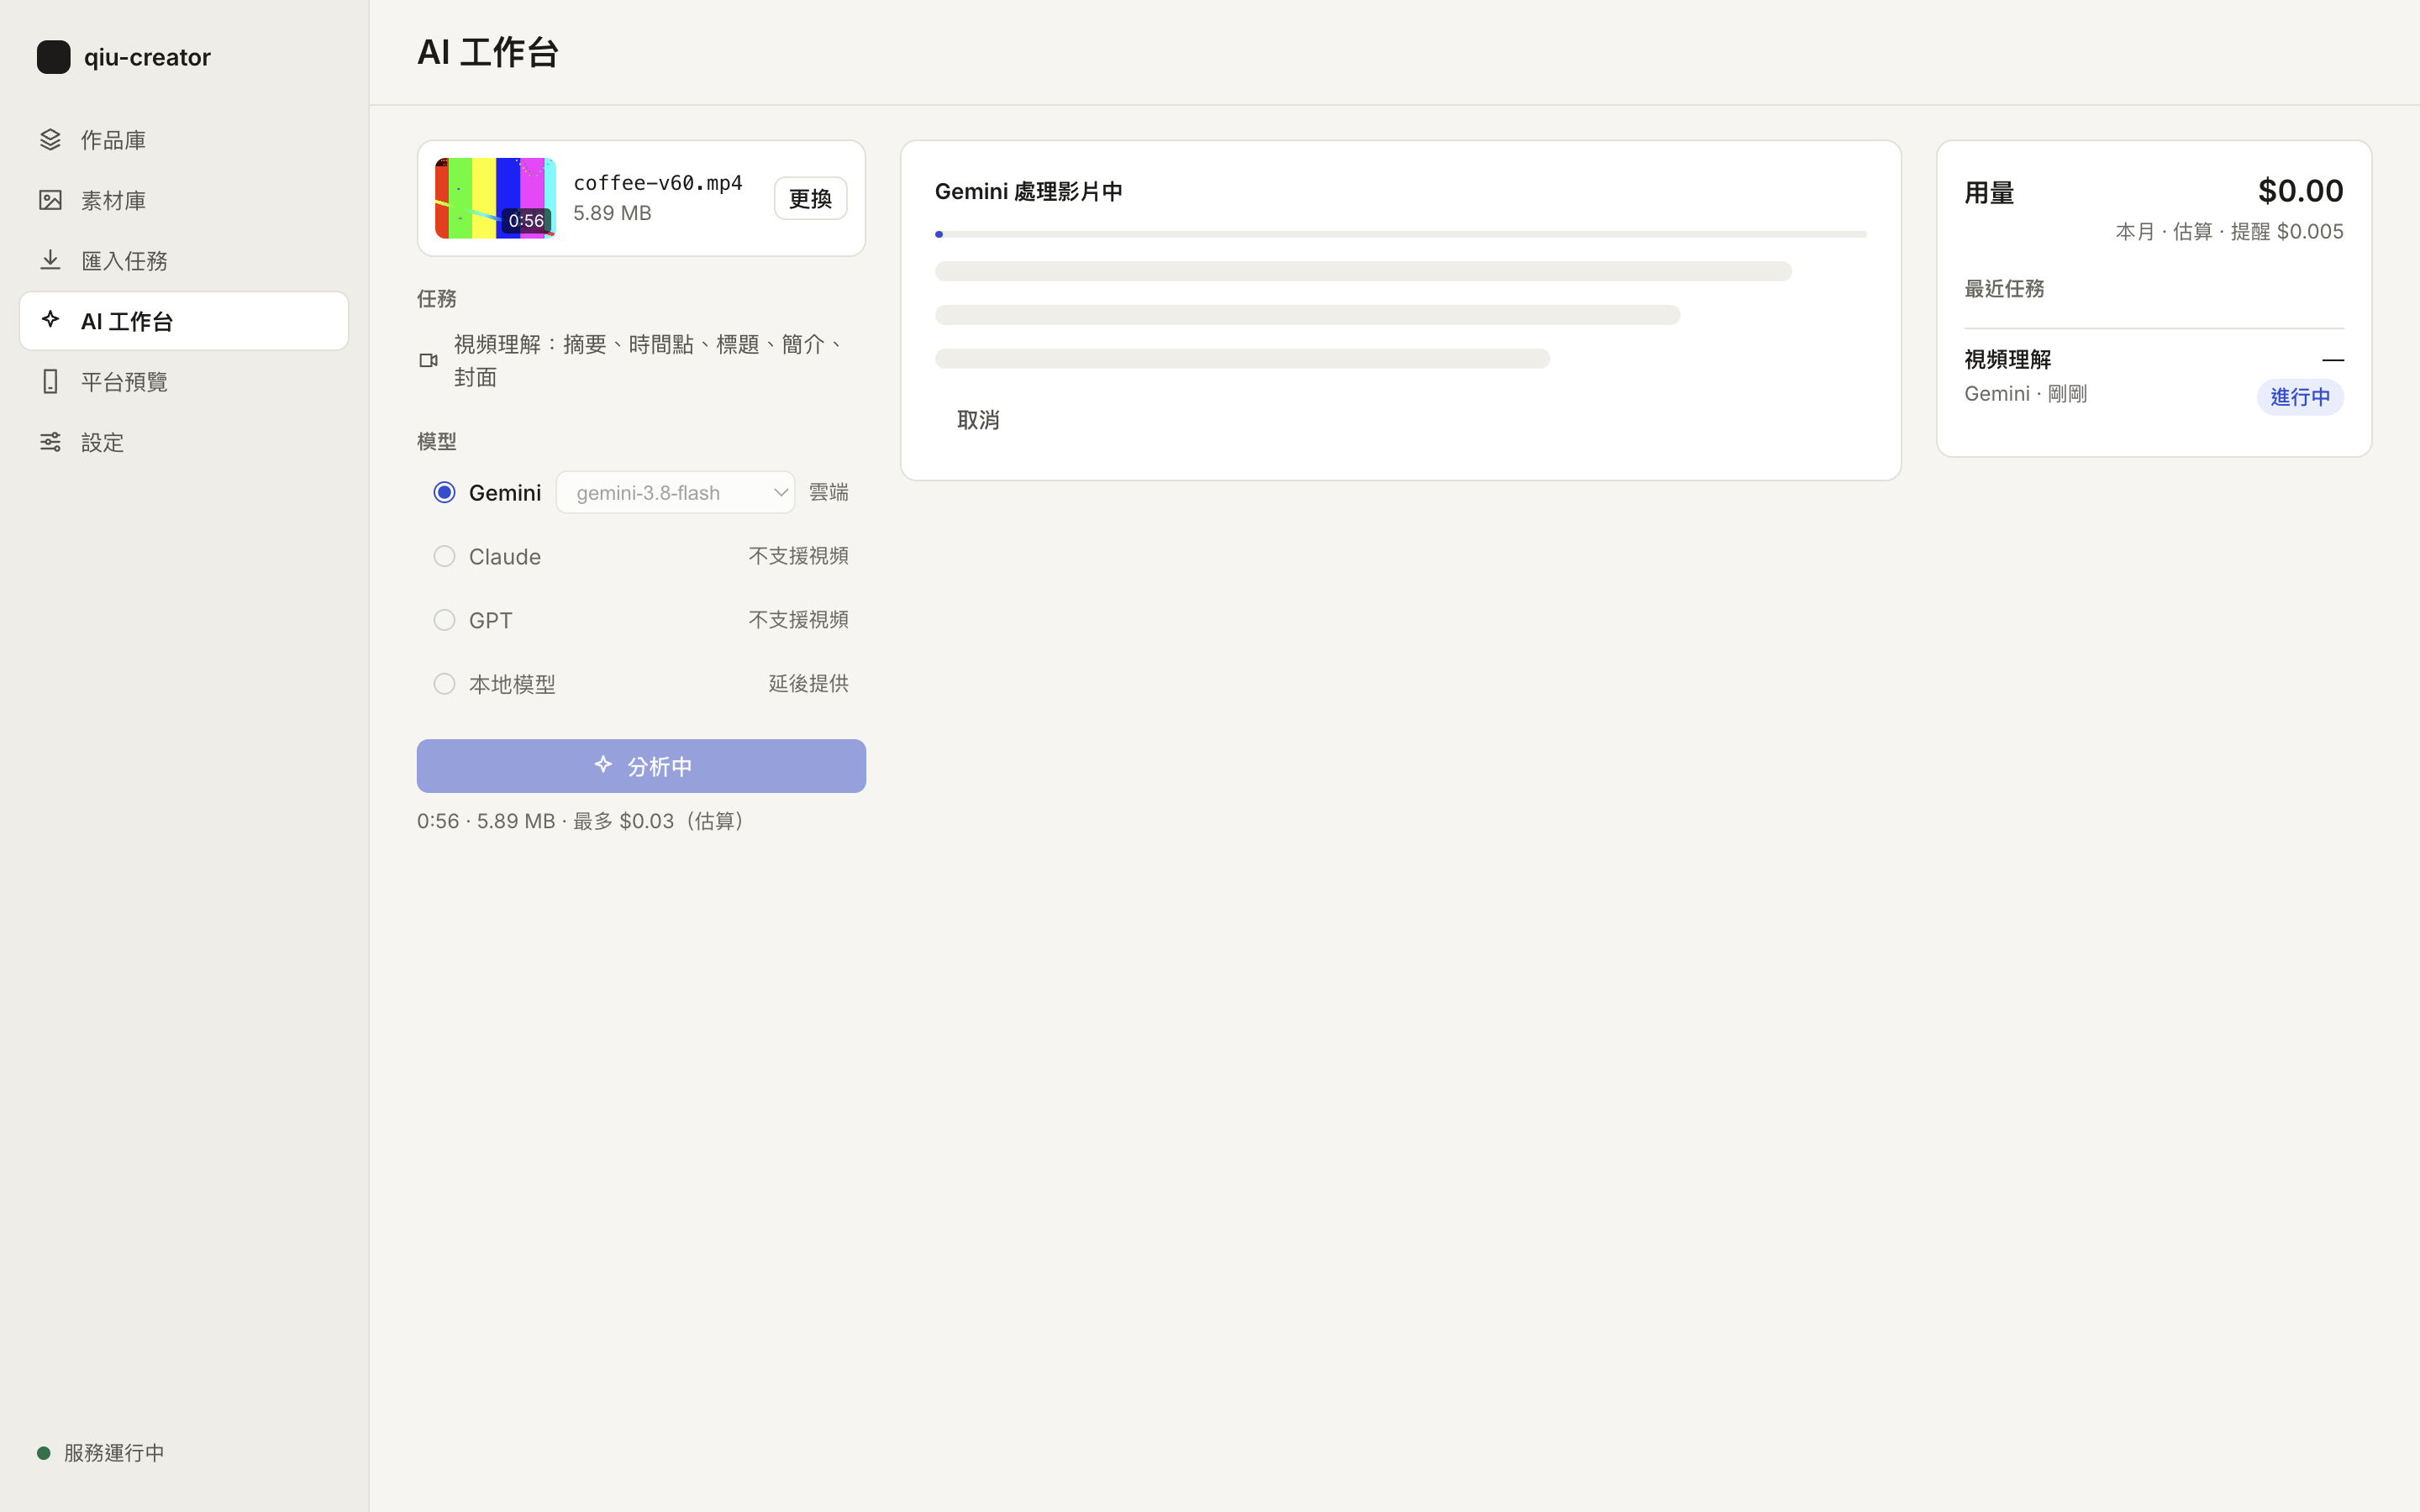 qiu-creator
作品庫
素材庫
匯入任務
AI 工作台
平台預覽
設定
服務運行中
AI 工作台
0:56
coffee-v60.mp4
5.89 MB
更換
任務
視頻理解：摘要、時間點、標題、簡介、
封面
模型
Gemini
gemini-3.8-flash
雲端
Claude
不支援視頻
GPT
不支援視頻
本地模型
延後提供
分析中
0:56 · 5.89 MB · 最多 $0.03（估算）
Gemini 處理影片中
取消
用量
$0.00
本月 · 估算 · 提醒 $0.005
最近任務
視頻理解
—
Gemini · 剛剛
進行中